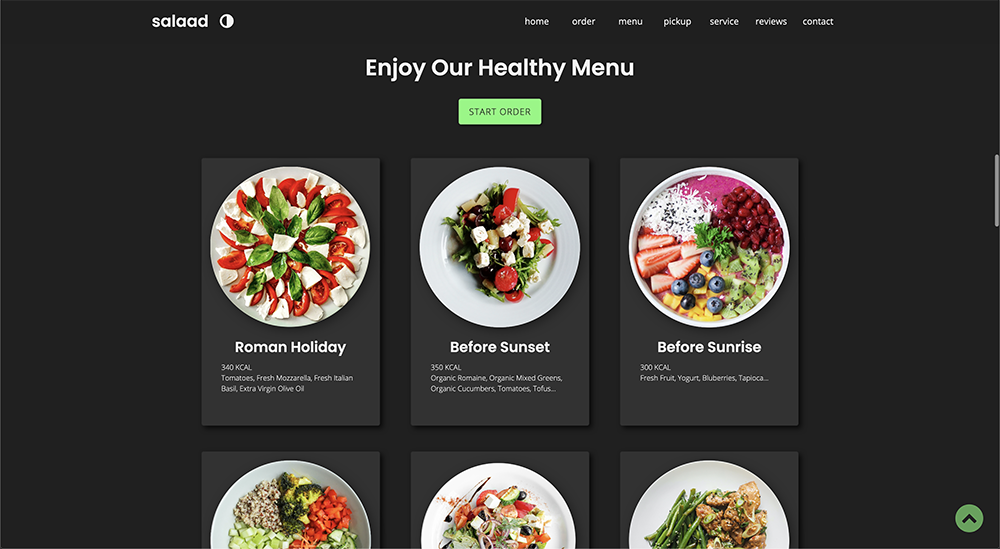 salaad
home order menu pickup service reviews contact
Enjoy Our Healthy Menu
START ORDER
Roman Holiday
340 KCAL
Tomatoes, Fresh Mozzarella, Fresh Italian
Basil, Extra Virgin Olive Oil
Before Sunset
350 KCAL
Organic Romaine, Organic Mixed Greens,
Organic Cucumbers, Tomatoes, Tofus...
Before Sunrise
300 KCAL
Fresh Fruit, Yogurt, Bluberries, Tapioca...